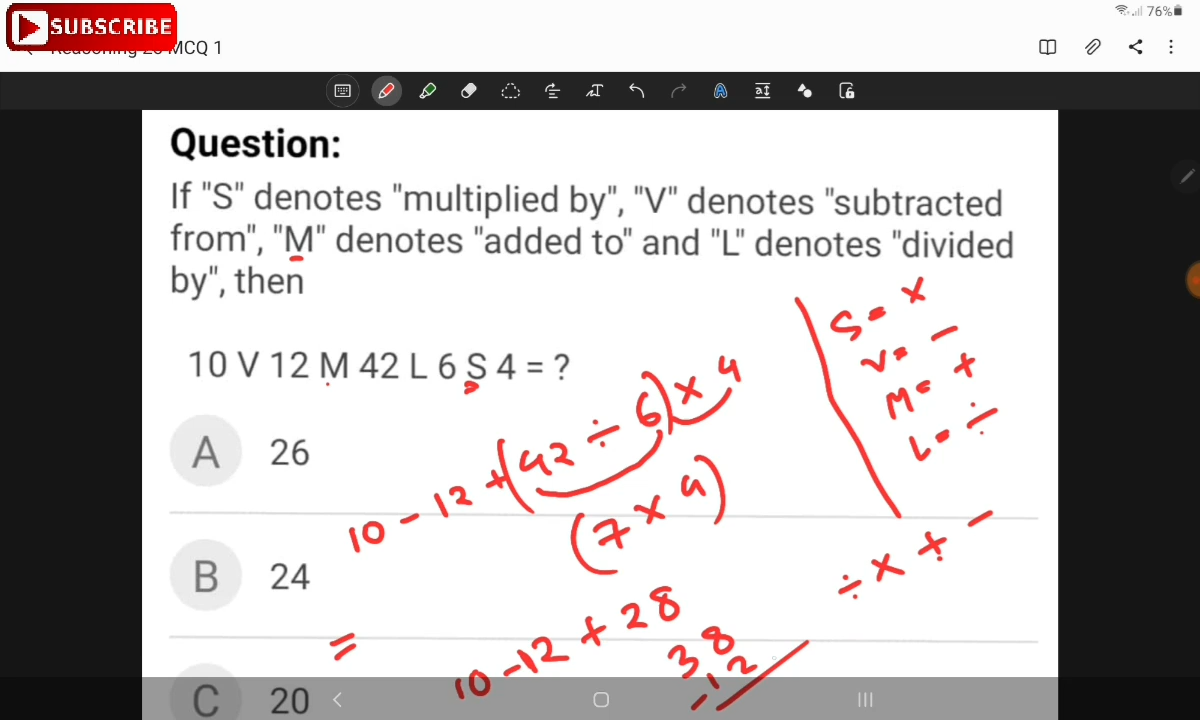 SUBSCRIBE
76%
Reasoning 28 MCQ 1
Question:
If "S" denotes "multiplied by", "V" denotes "subtracted
from", "M" denotes "added to" and "L" denotes "divided
by", then
10 V 12 M 42 L 6 S 4 = ?
S = ×
V = −
M = +
L = ÷
A 26
10 − 12 + (42 ÷ 6) × 4
(7 × 4)
÷ × + −
B 24
= 10 − 12 + 28
38
-12
C 20